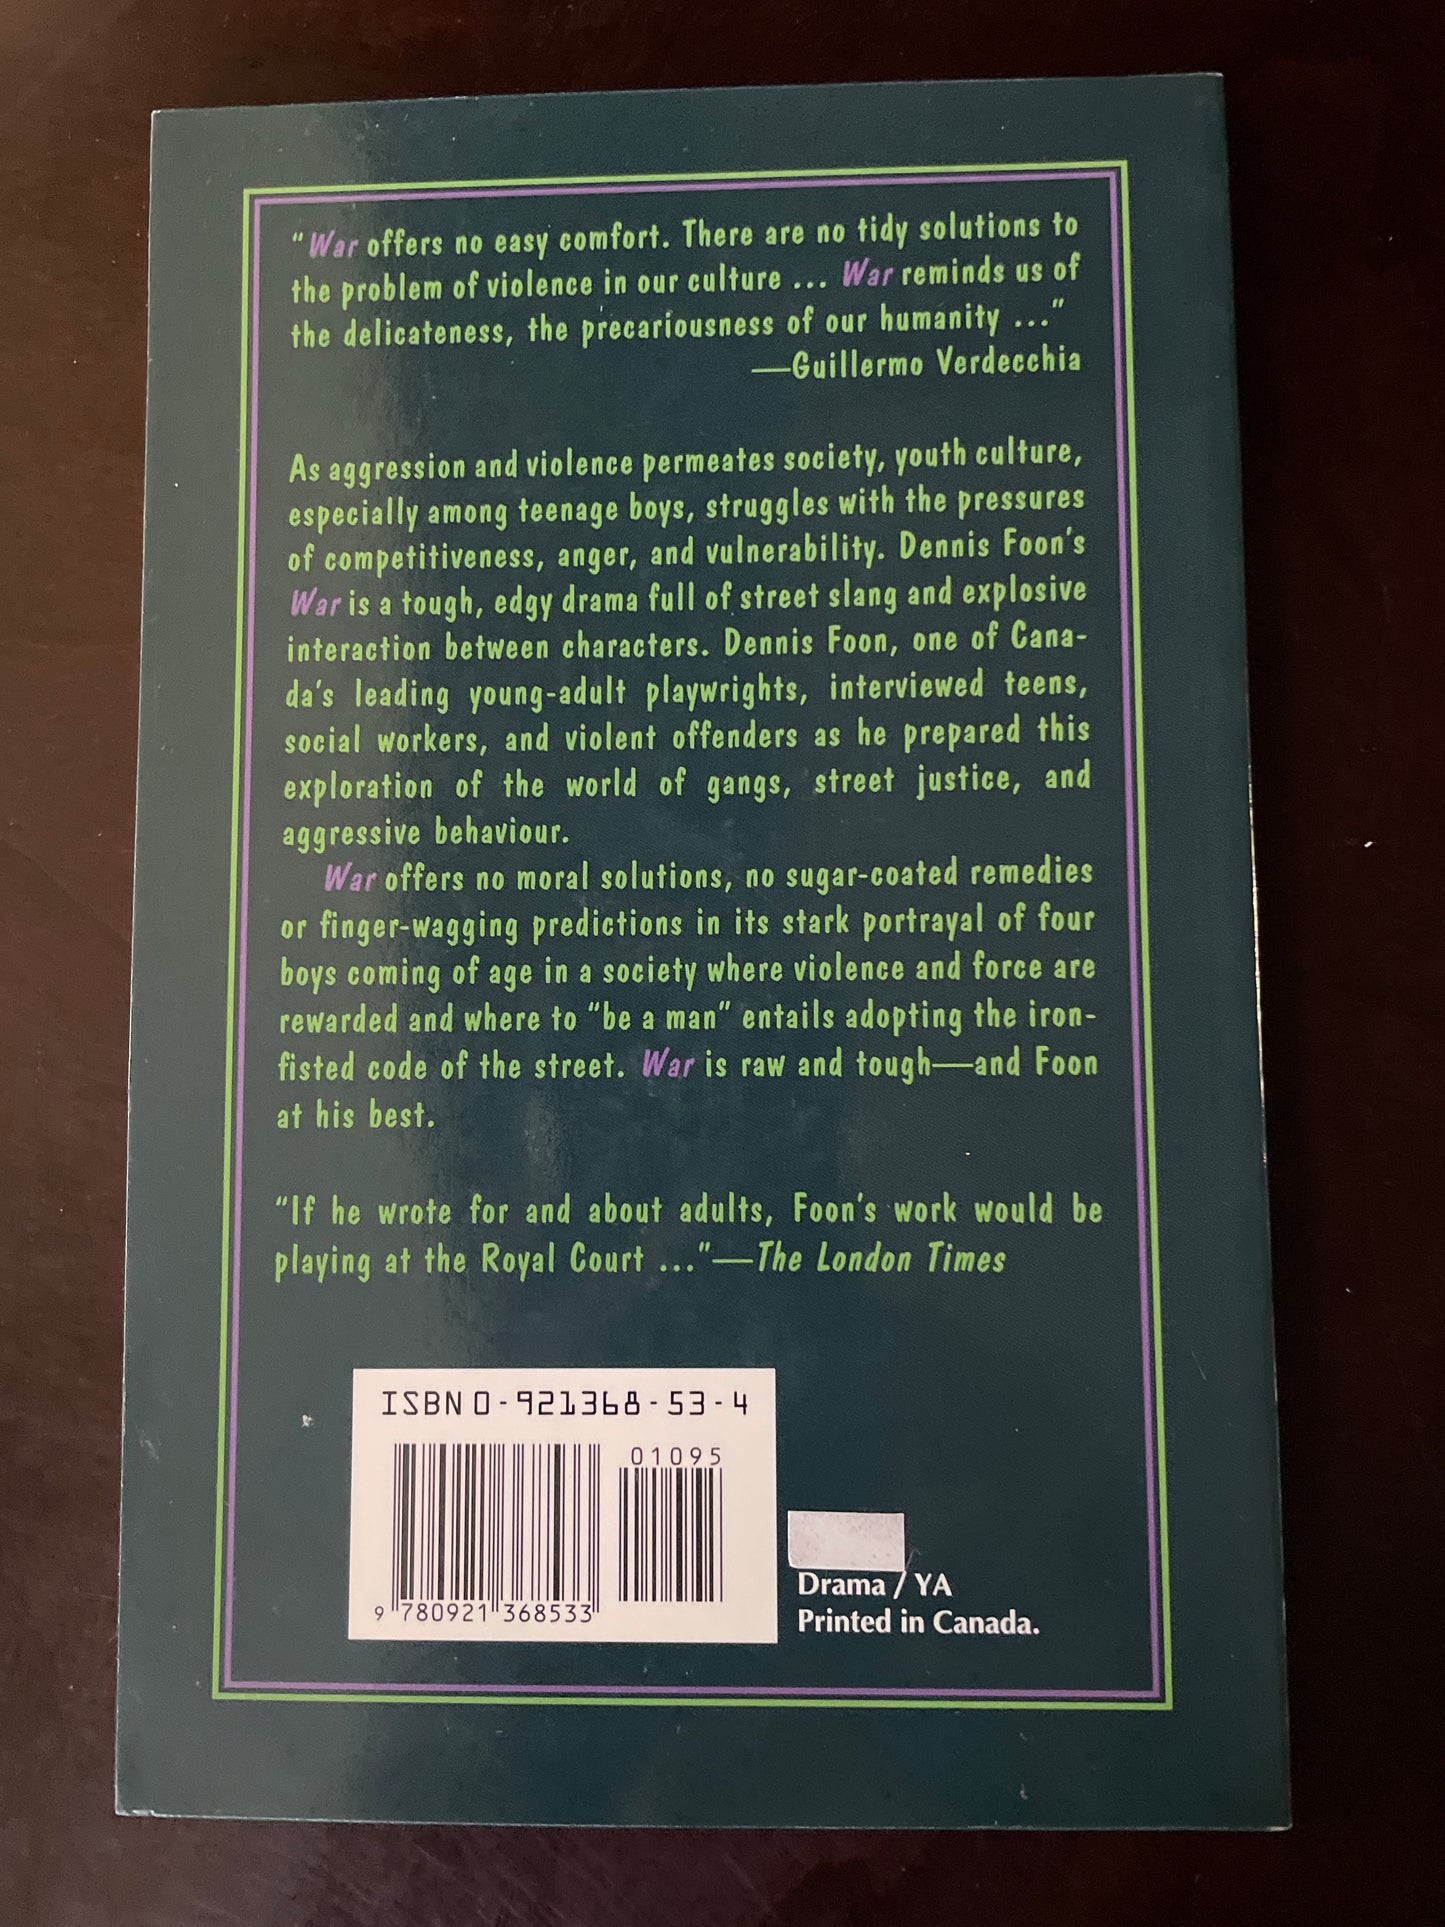 “War offers no easy comfort. There are no tidy solutions to
the problem of violence in our culture ... War reminds us of
the delicateness, the precariousness of our humanity ...”
—Guillermo Verdecchia
As aggression and violence permeates society, youth culture,
especially among teenage boys, struggles with the pressures
of competitiveness, anger, and vulnerability. Dennis Foon’s
War is a tough, edgy drama full of street slang and explosive
interaction between characters. Dennis Foon, one of Cana-
da’s leading young-adult playwrights, interviewed teens,
social workers, and violent offenders as he prepared this
exploration of the world of gangs, street justice, and
aggressive behaviour.
War offers no moral solutions, no sugar-coated remedies
or finger-wagging predictions in its stark portrayal of four
boys coming of age in a society where violence and force are
rewarded and where to “be a man” entails adopting the iron-
fisted code of the street. War is raw and tough—and Foon
at his best.
“If he wrote for and about adults, Foon’s work would be
playing at the Royal Court ...”—The London Times
ISBN 0-921368-53-4
01095
9 780921 368533
Drama / YA
Printed in Canada.